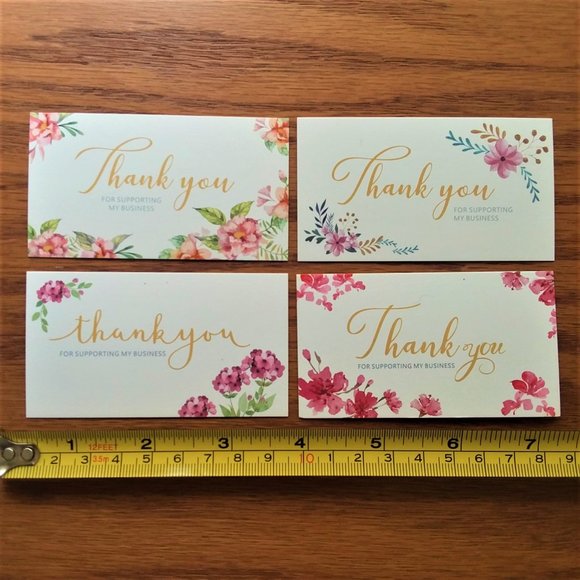 Thank you
FOR SUPPORTING
MY BUSINESS
Thank you
FOR SUPPORTING
MY BUSINESS
thank you
FOR SUPPORTING MY BUSINESS
Thank you
FOR SUPPORTING MY BUSINESS
1 12FEET 2 3 4 5 6 7
2 3 3.5m 4 5 6 7 8 9 10 1 2 3 4 5 6 7 8 9